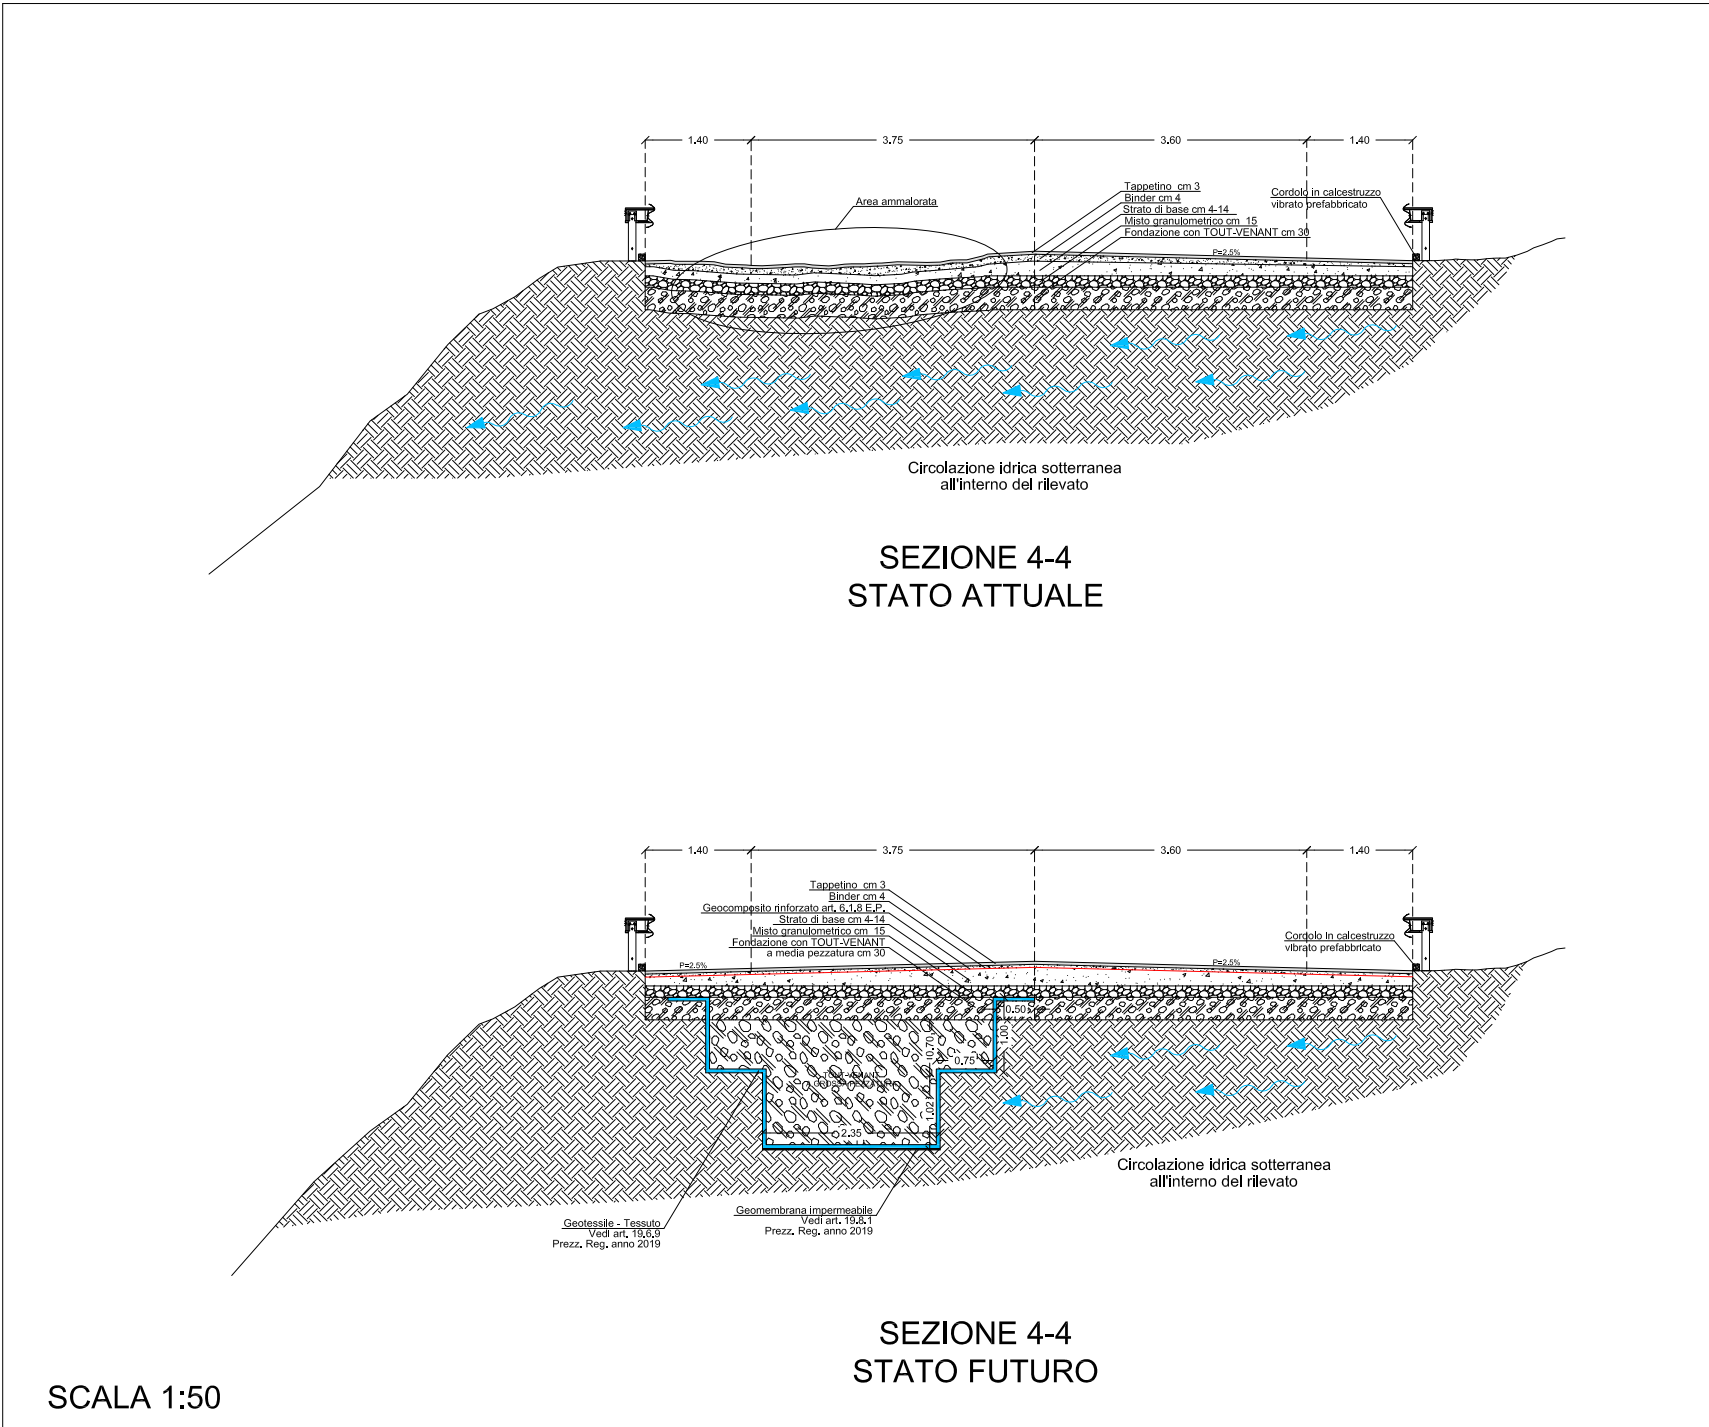 1.40
3.75
3.60
1.40
Area ammalorata
Tappetino cm 3
Binder cm 4
Strato di base cm 4-14
Misto granulometrico cm 15
Fondazione con TOUT-VENANT cm 30
Cordolo in calcestruzzo
vibrato prefabbricato
P=2.5%
Circolazione idrica sotterranea
all'interno del rilevato
SEZIONE 4-4
STATO ATTUALE
1.40
3.75
3.60
1.40
Tappetino cm 3
Binder cm 4
Geocomposito rinforzato art. 6.1.8 E.P.
Strato di base cm 4-14
Misto granulometrico cm 15
Fondazione con TOUT-VENANT
a media pezzatura cm 30
Cordolo in calcestruzzo
vibrato prefabbricato
P=2.5%
P=2.5%
0.50
1.00
0.70
0.75
TOUT-VENANT
A GROSSA PEZZATURA
1.02
2.35
Circolazione idrica sotterranea
all'interno del rilevato
Geotessile - Tessuto
Vedi art. 19.6.9
Prezz. Reg. anno 2019
Geomembrana impermeabile
Vedi art. 19.8.1
Prezz. Reg. anno 2019
SEZIONE 4-4
STATO FUTURO
SCALA 1:50